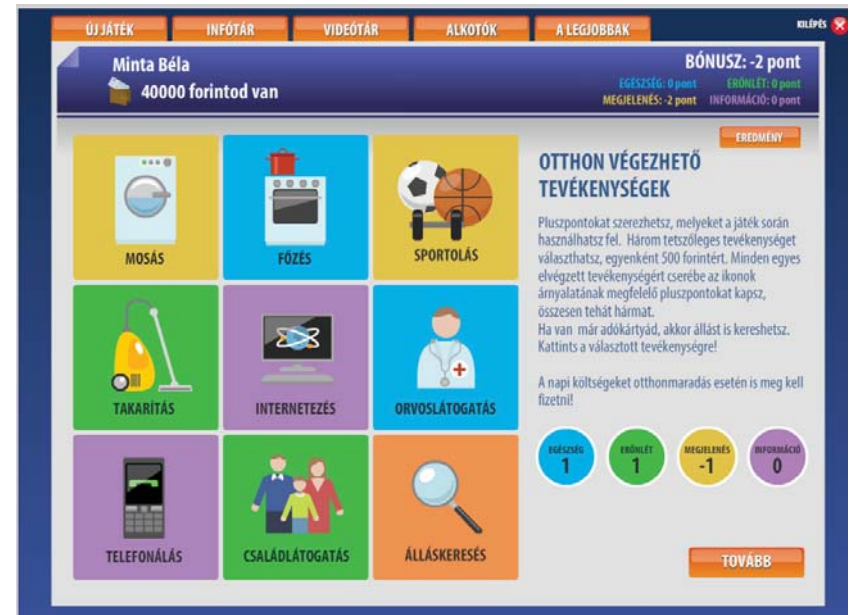 ÚJ JÁTÉK
INFÓTÁR
VIDEÓTÁR
ALKOTÓK
A LEGJOBBAK
KILÉPÉS
Minta Béla
40000 forintod van
BÓNUSZ: -2 pont
EGÉSZSÉG: 0 pont ERŐNLÉT: 0 pont
MEGJELENÉS: -2 pont INFORMÁCIÓ: 0 pont
EREDMÉNY
MOSÁS
FŐZÉS
SPORTOLÁS
TAKARÍTÁS
INTERNETEZÉS
ORVOSLÁTOGATÁS
TELEFONÁLÁS
CSALÁDLÁTOGATÁS
ÁLLÁSKERESÉS
OTTHON VÉGEZHETŐ
TEVÉKENYSÉGEK
Pluszpontokat szerezhetsz, melyeket a játék során
használhatsz fel. Három tetszőleges tevékenységet
választhatsz, egyenként 500 forintért. Minden egyes
elvégzett tevékenységért cserébe az ikonok
árnyalatának megfelelő pluszpontokat kapsz,
összesen tehát hármat.
Ha van már adókártyád, akkor állást is kereshetsz.
Kattints a választott tevékenységre!
A napi költségeket otthonmaradás esetén is meg kell
fizetni!
EGÉSZSÉG
1
ERŐNLÉT
1
MEGJELENÉS
-1
INFORMÁCIÓ
0
TOVÁBB